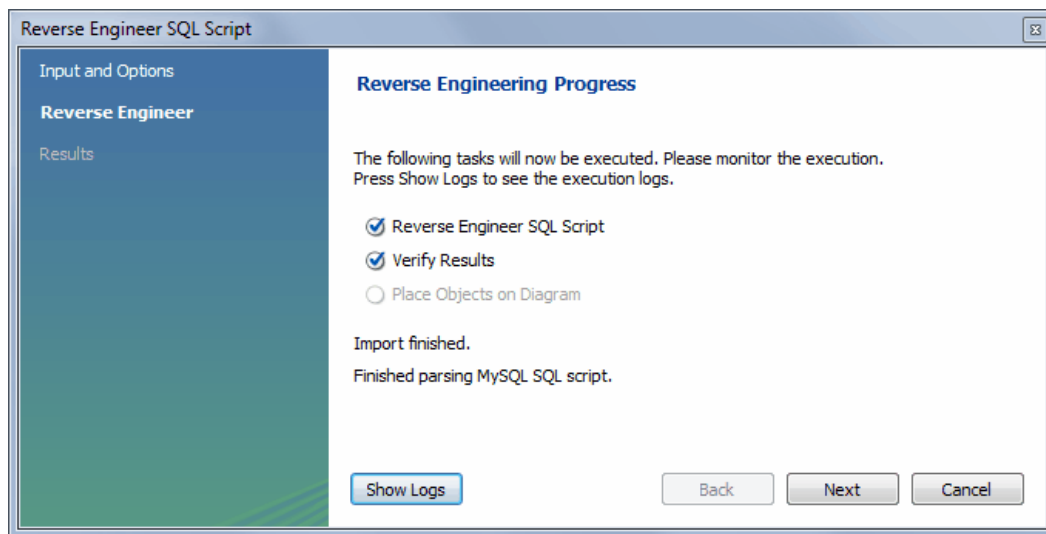 Reverse Engineer SQL Script
Input and Options
Reverse Engineer
Results
Reverse Engineering Progress
The following tasks will now be executed. Please monitor the execution.
Press Show Logs to see the execution logs.
Reverse Engineer SQL Script
Verify Results
Place Objects on Diagram
Import finished.
Finished parsing MySQL SQL script.
Show Logs
Back
Next
Cancel